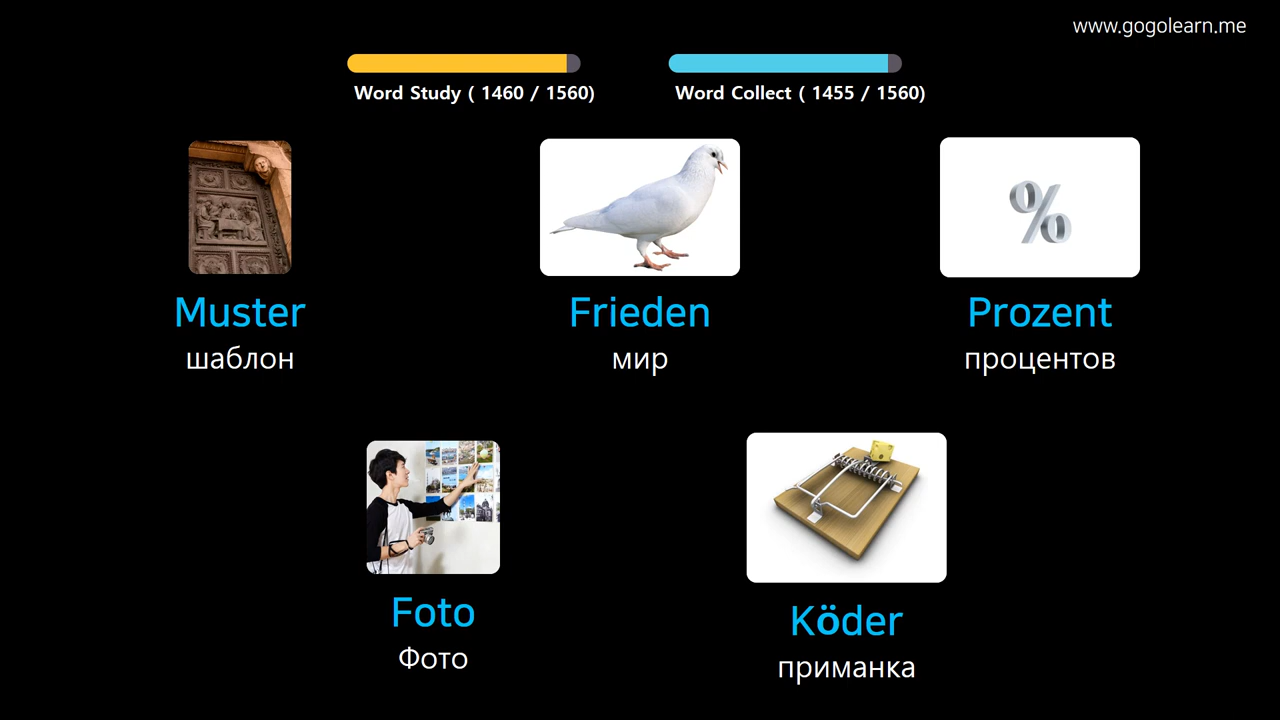 www.gogolearn.me
Word Study ( 1460 / 1560)
Word Collect ( 1455 / 1560)
Muster
шаблон
Frieden
мир
%
Prozent
процентов
Foto
Фото
Köder
приманка